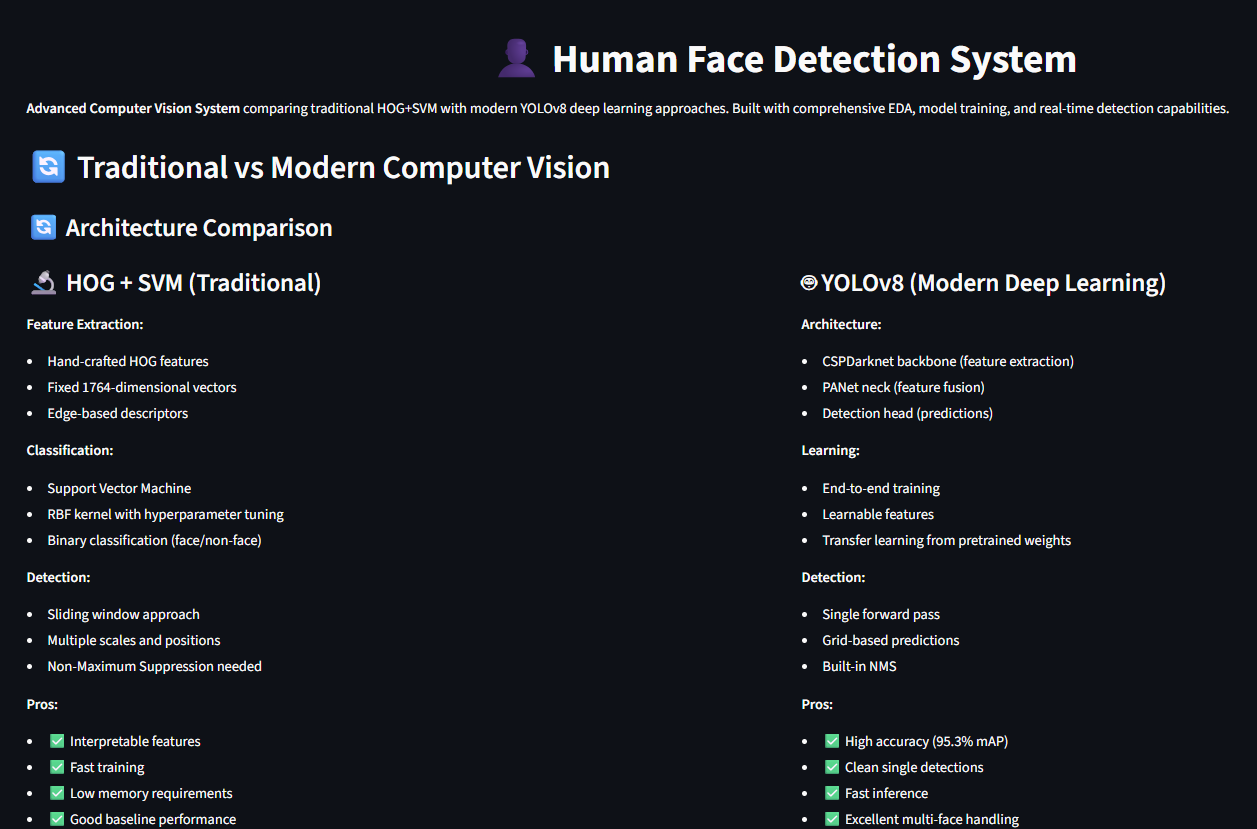 👤 Human Face Detection System
Advanced Computer Vision System comparing traditional HOG+SVM with modern YOLOv8 deep learning approaches. Built with comprehensive EDA, model training, and real-time detection capabilities.
🔄 Traditional vs Modern Computer Vision
🔄 Architecture Comparison
🔬 HOG + SVM (Traditional)
Feature Extraction:
• Hand-crafted HOG features
• Fixed 1764-dimensional vectors
• Edge-based descriptors
Classification:
• Support Vector Machine
• RBF kernel with hyperparameter tuning
• Binary classification (face/non-face)
Detection:
• Sliding window approach
• Multiple scales and positions
• Non-Maximum Suppression needed
Pros:
• ✅ Interpretable features
• ✅ Fast training
• ✅ Low memory requirements
• ✅ Good baseline performance
YOLOv8 (Modern Deep Learning)
Architecture:
• CSPDarknet backbone (feature extraction)
• PANet neck (feature fusion)
• Detection head (predictions)
Learning:
• End-to-end training
• Learnable features
• Transfer learning from pretrained weights
Detection:
• Single forward pass
• Grid-based predictions
• Built-in NMS
Pros:
• ✅ High accuracy (95.3% mAP)
• ✅ Clean single detections
• ✅ Fast inference
• ✅ Excellent multi-face handling